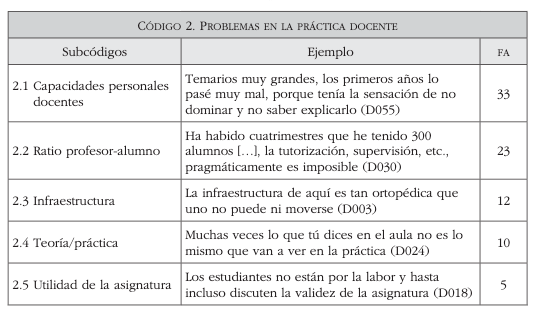 CÓDIGO 2. PROBLEMAS EN LA PRÁCTICA DOCENTE
Subcódigos Ejemplo FA
2.1 Capacidades personales docentes
Temarios muy grandes, los primeros años lo
pasé muy mal, porque tenía la sensación de no
dominar y no saber explicarlo (D055)
33
2.2 Ratio profesor-alumno
Ha habido cuatrimestres que he tenido 300
alumnos […], la tutorización, supervisión, etc.,
pragmáticamente es imposible (D030)
23
2.3 Infraestructura
La infraestructura de aquí es tan ortopédica que
uno no puede ni moverse (D003)
12
2.4 Teoría/práctica
Muchas veces lo que tú dices en el aula no es lo
mismo que van a ver en la práctica (D024)
10
2.5 Utilidad de la asignatura
Los estudiantes no están por la labor y hasta
incluso discuten la validez de la asignatura (D018)
5